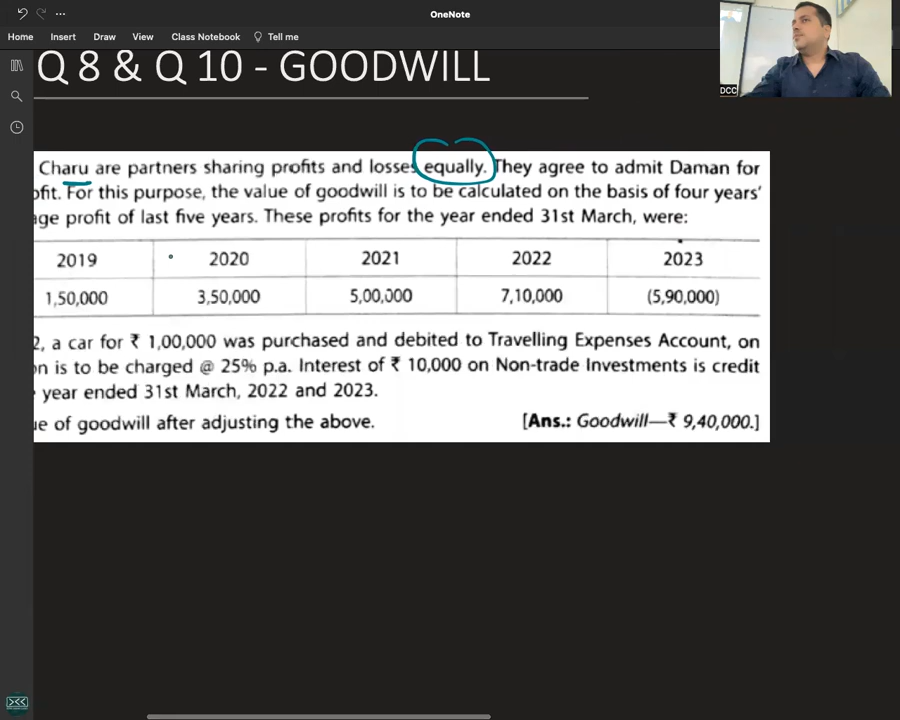 OneNote
Home Insert Draw View Class Notebook Tell me
Q 8 & Q 10 - GOODWILL
DCC
Charu are partners sharing profits and losses equally. They agree to admit Daman for
ofit. For this purpose, the value of goodwill is to be calculated on the basis of four years'
age profit of last five years. These profits for the year ended 31st March, were:
2019 2020 2021 2022 2023
1,50,000 3,50,000 5,00,000 7,10,000 (5,90,000)
2, a car for ₹ 1,00,000 was purchased and debited to Travelling Expenses Account, on
n is to be charged @ 25% p.a. Interest of ₹ 10,000 on Non-trade Investments is credit
year ended 31st March, 2022 and 2023.
ue of goodwill after adjusting the above. [Ans.: Goodwill—₹ 9,40,000.]